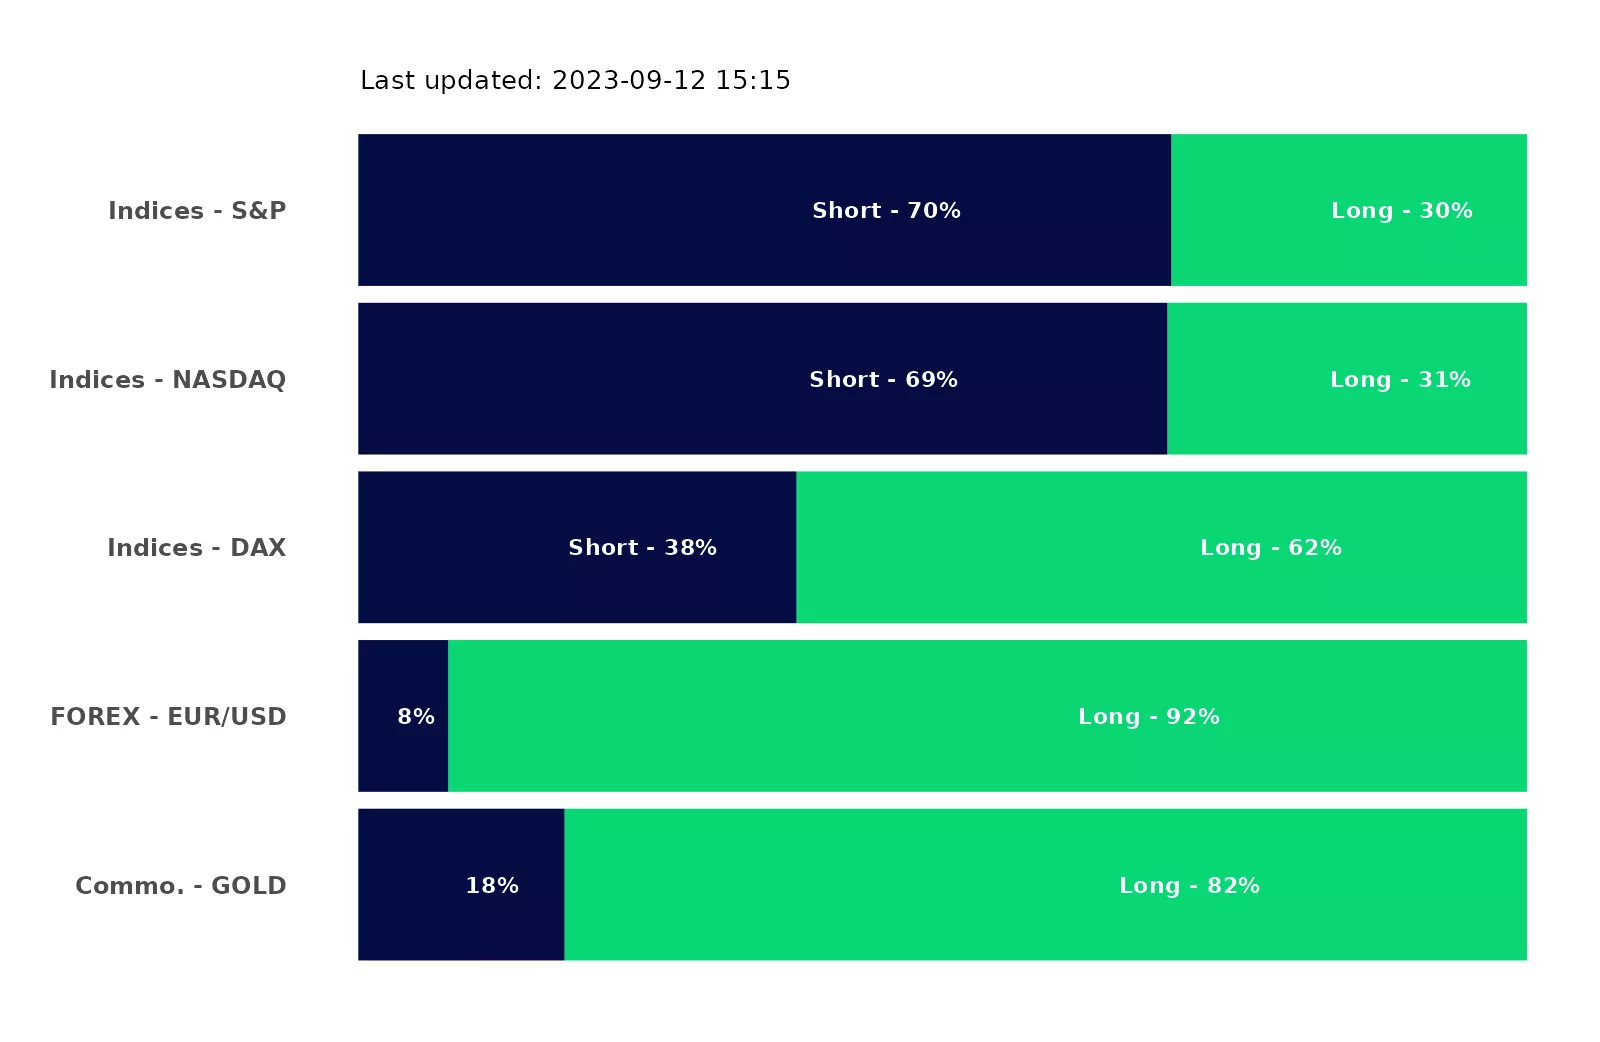 Last updated: 2023-09-12 15:15
Indices - S&P Short - 70% Long - 30%
Indices - NASDAQ Short - 69% Long - 31%
Indices - DAX Short - 38% Long - 62%
FOREX - EUR/USD 8% Long - 92%
Commo. - GOLD 18% Long - 82%